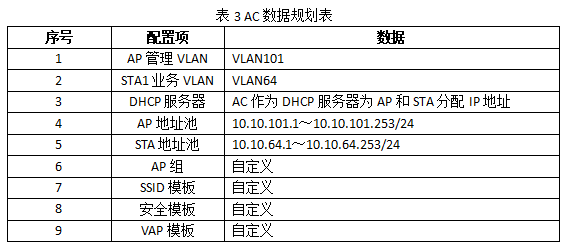 表 3 AC 数据规划表
序号 配置项 数据
1 AP 管理 VLAN VLAN101
2 STA1 业务 VLAN VLAN64
3 DHCP 服务器 AC 作为 DHCP 服务器为 AP 和 STA 分配 IP 地址
4 AP 地址池 10.10.101.1～10.10.101.253/24
5 STA 地址池 10.10.64.1～10.10.64.253/24
6 AP 组 自定义
7 SSID 模板 自定义
8 安全模板 自定义
9 VAP 模板 自定义